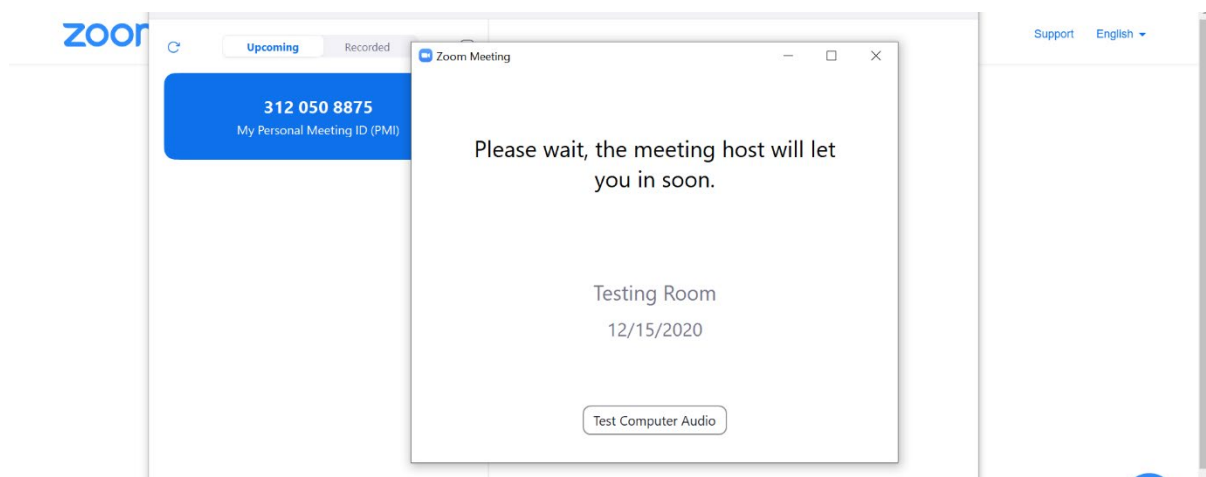 zoom
Support English
Upcoming Recorded
Zoom Meeting
312 050 8875
My Personal Meeting ID (PMI)
Please wait, the meeting host will let
you in soon.
Testing Room
12/15/2020
Test Computer Audio